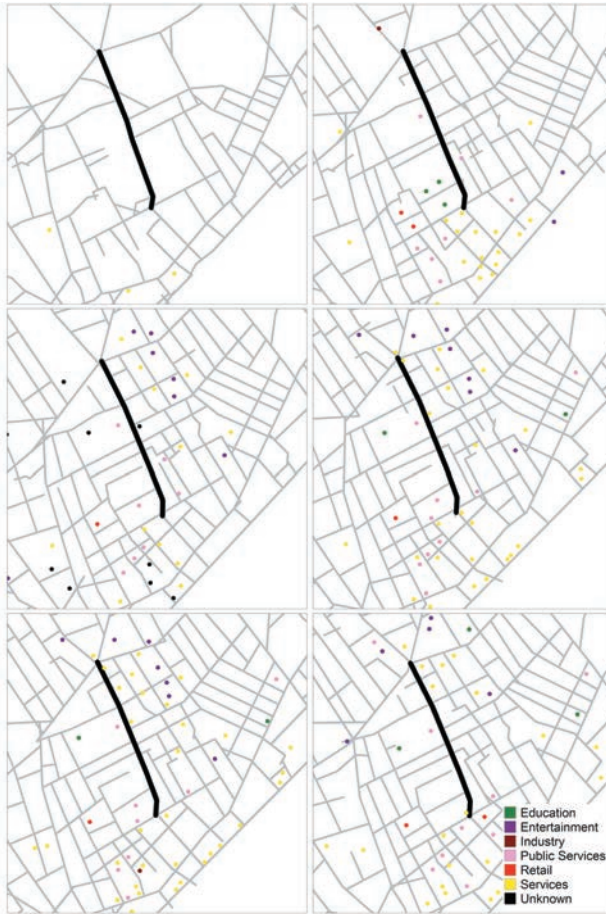 Education
Entertainment
Industry
Public Services
Retail
Services
Unknown